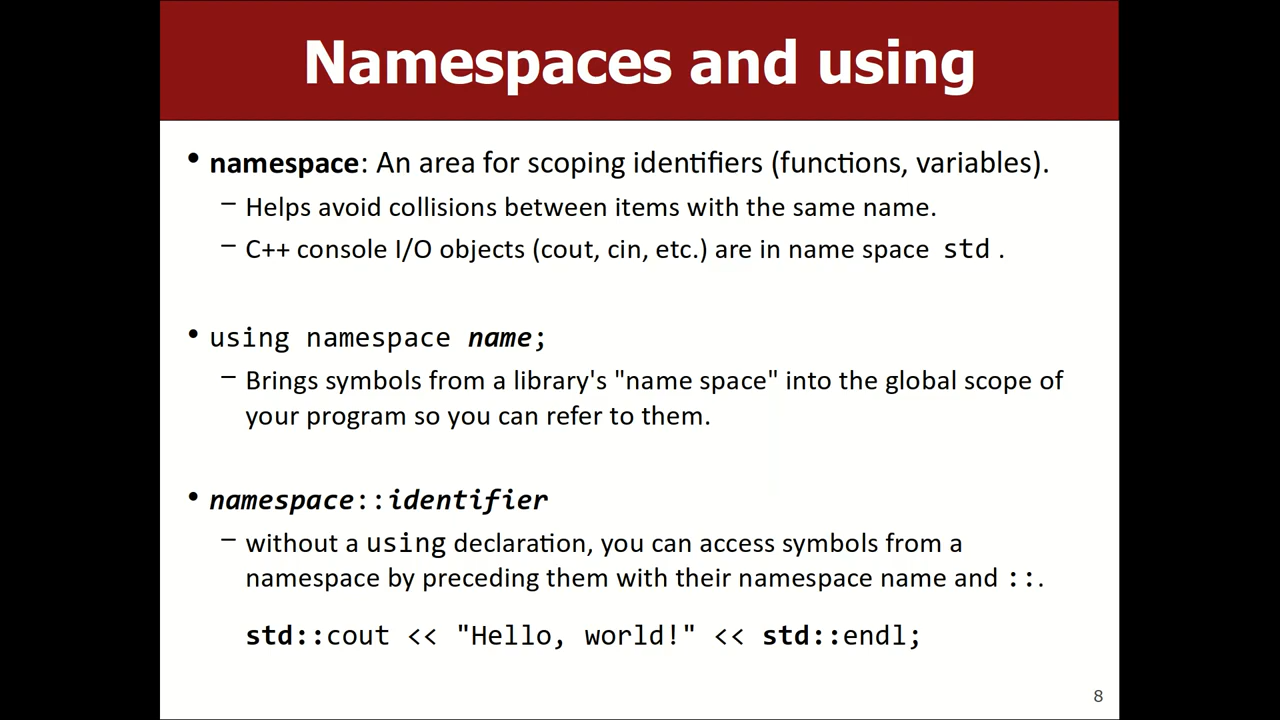 Namespaces and using
• namespace: An area for scoping identifiers (functions, variables).
– Helps avoid collisions between items with the same name.
– C++ console I/O objects (cout, cin, etc.) are in name space std .
• using namespace name;
– Brings symbols from a library's "name space" into the global scope of
your program so you can refer to them.
• namespace::identifier
– without a using declaration, you can access symbols from a
namespace by preceding them with their namespace name and ::.
std::cout << "Hello, world!" << std::endl;
8